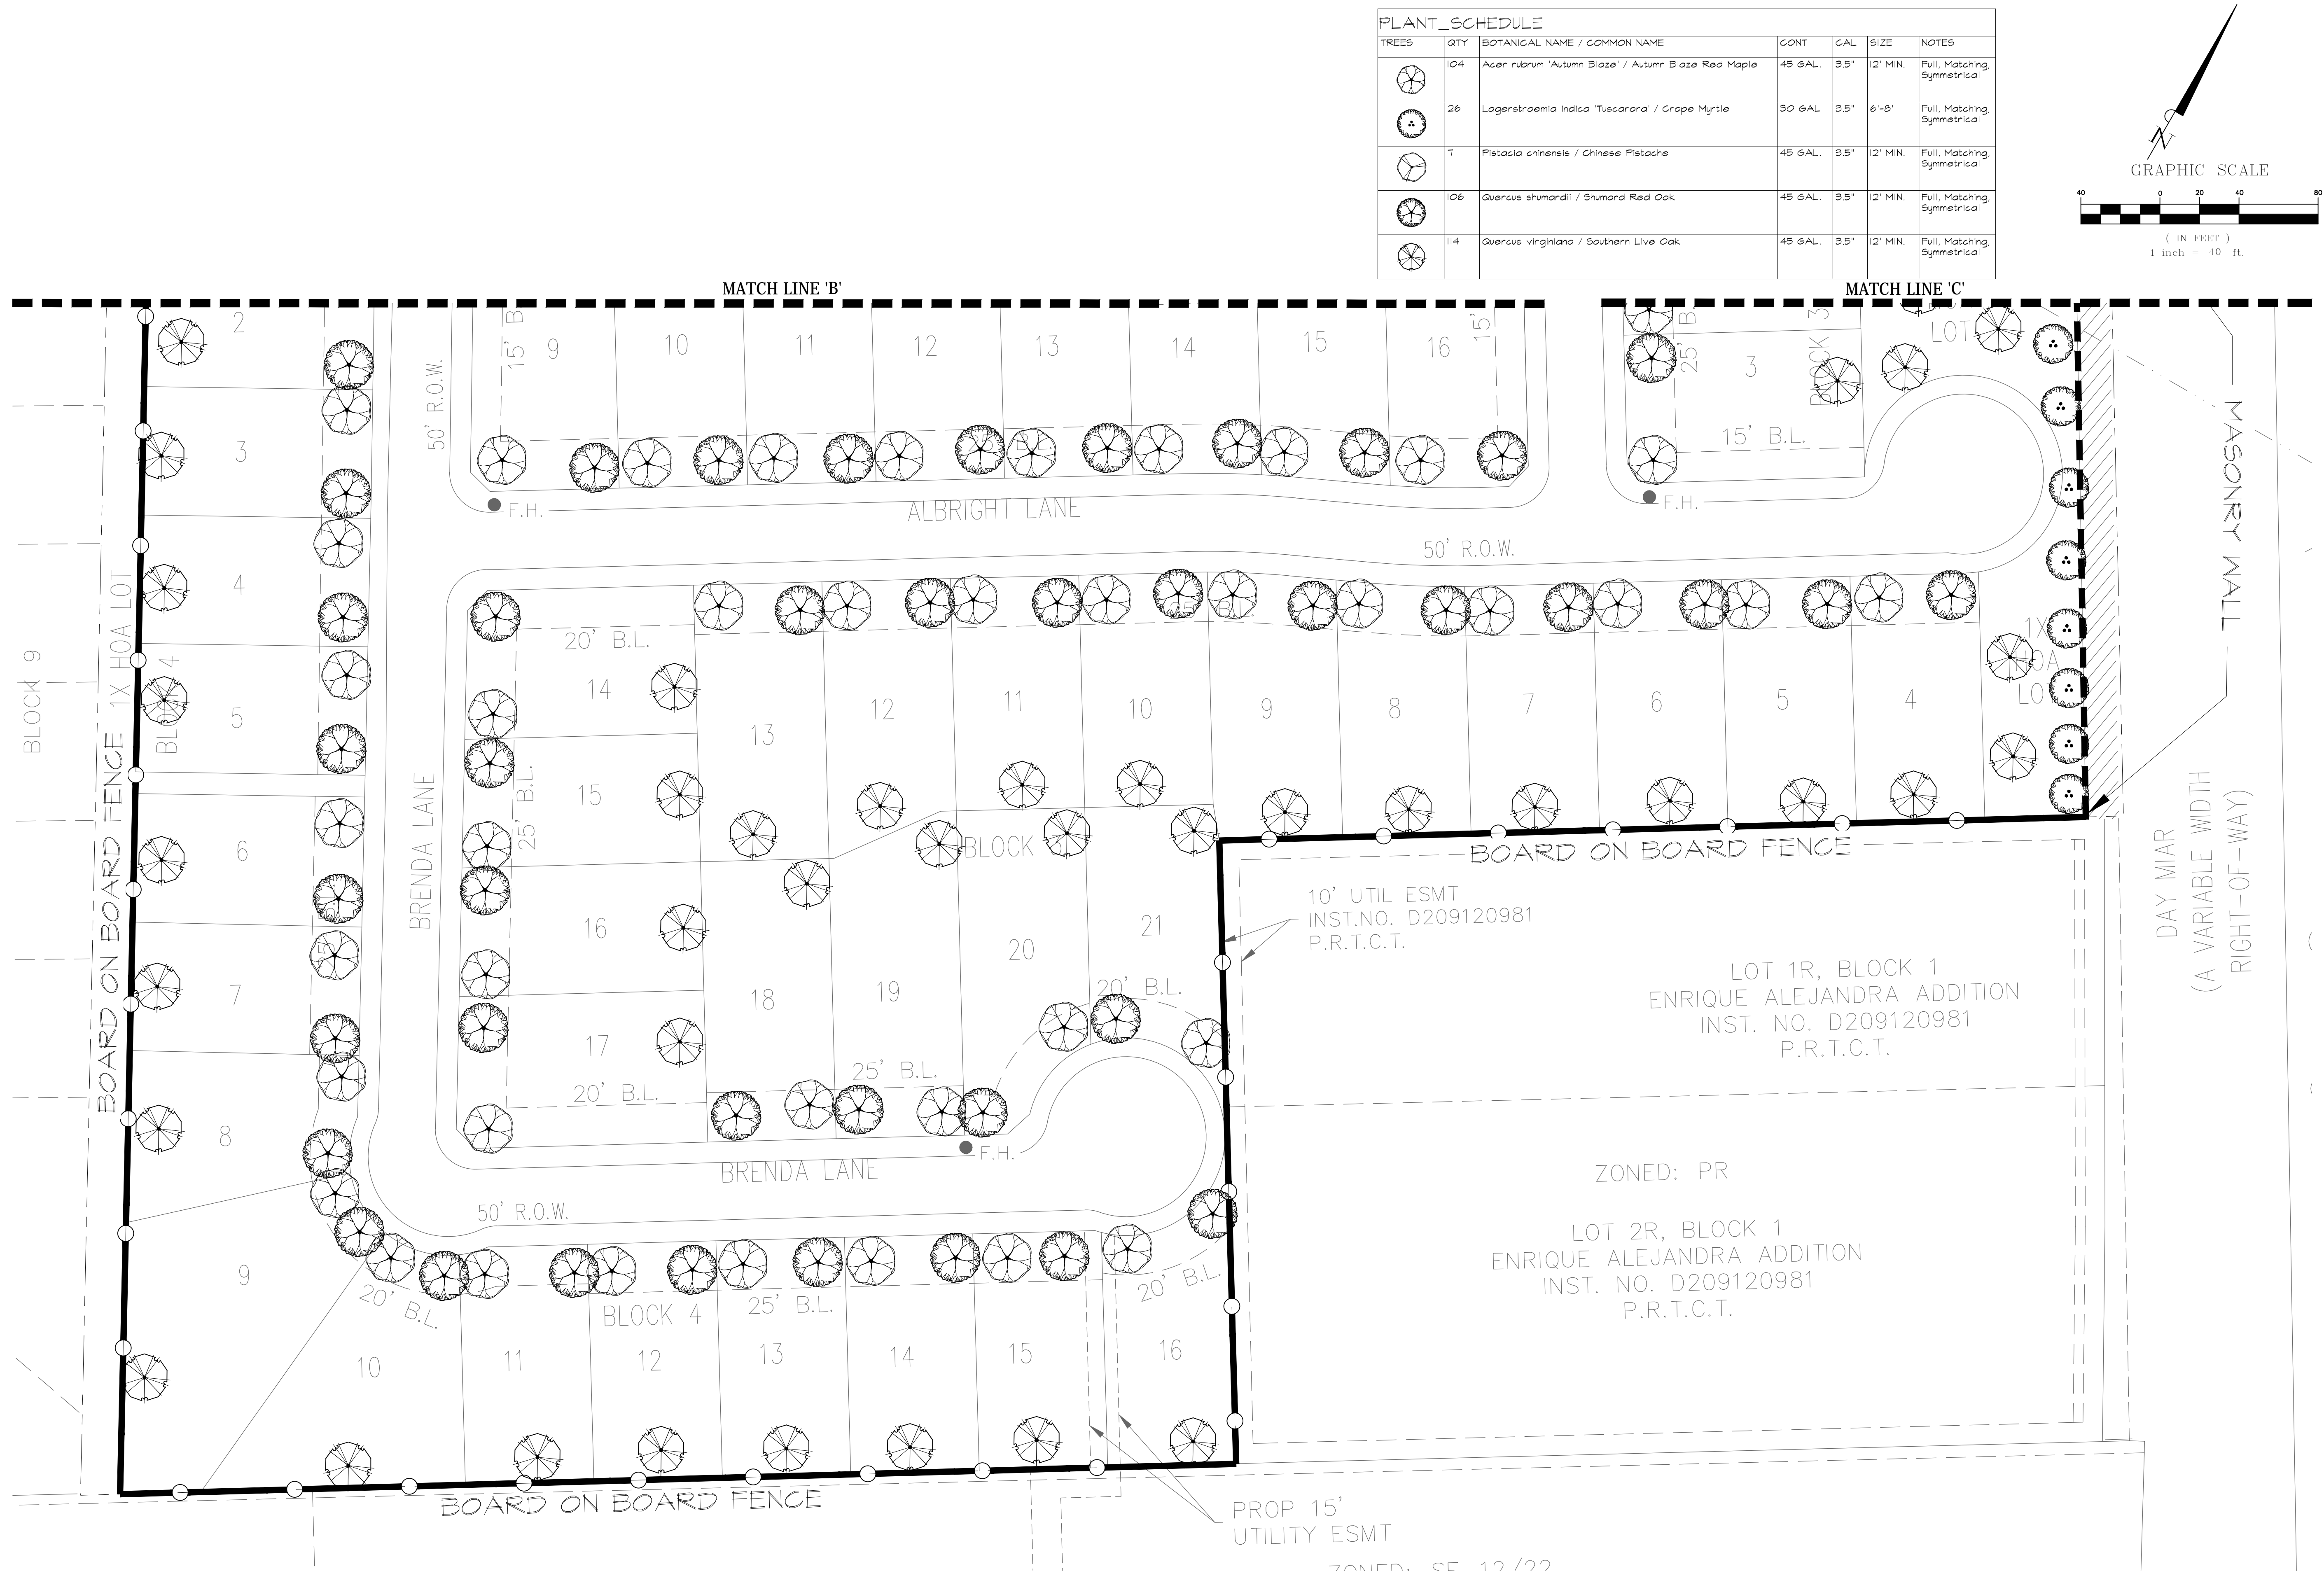 PLANT_SCHEDULE
TREES QTY BOTANICAL NAME / COMMON NAME CONT CAL SIZE NOTES
104 Acer rubrum 'Autumn Blaze' / Autumn Blaze Red Maple 45 GAL. 3.5" 12' MIN. Full, Matching,
Symmetrical
26 Lagerstroemia indica 'Tuscarora' / Crape Myrtle 30 GAL 3.5" 6'-8' Full, Matching,
Symmetrical
7 Pistacia chinensis / Chinese Pistache 45 GAL. 3.5" 12' MIN. Full, Matching,
Symmetrical
106 Quercus shumardii / Shumard Red Oak 45 GAL. 3.5" 12' MIN. Full, Matching,
Symmetrical
114 Quercus virginiana / Southern Live Oak 45 GAL. 3.5" 12' MIN. Full, Matching,
Symmetrical
N
GRAPHIC SCALE
40 0 20 40 80
( IN FEET )
1 inch = 40 ft.
MATCH LINE 'B'
MATCH LINE 'C'
2
3
4
5
6
7
8
9
BLOCK 9
1X HOA LOT
BOARD ON BOARD FENCE
50' R.O.W.
15' B
9
10
11
12
13
14
15
16
15'
F.H.
ALBRIGHT LANE
50' R.O.W.
25' B.
3
BLOCK 3
LOT
15' B.L.
F.H.
MASONRY WALL
DAY MIAR
(A VARIABLE WIDTH
RIGHT-OF-WAY)
1X
HOA
LOT
20' B.L.
14
15
16
17
25' B.L.
20' B.L.
BRENDA LANE
13
12
11
10
9
8
7
6
5
4
BLOCK 3
18
19
20
21
25' B.L.
20' B.L.
F.H.
BRENDA LANE
50' R.O.W.
BOARD ON BOARD FENCE
10' UTIL ESMT
INST.NO. D209120981
P.R.T.C.T.
LOT 1R, BLOCK 1
ENRIQUE ALEJANDRA ADDITION
INST. NO. D209120981
P.R.T.C.T.
ZONED: PR
LOT 2R, BLOCK 1
ENRIQUE ALEJANDRA ADDITION
INST. NO. D209120981
P.R.T.C.T.
20' B.L.
BLOCK 4
25' B.L.
20' B.L.
10
11
12
13
14
15
16
BOARD ON BOARD FENCE
PROP 15'
UTILITY ESMT
ZONED: SF 12/22